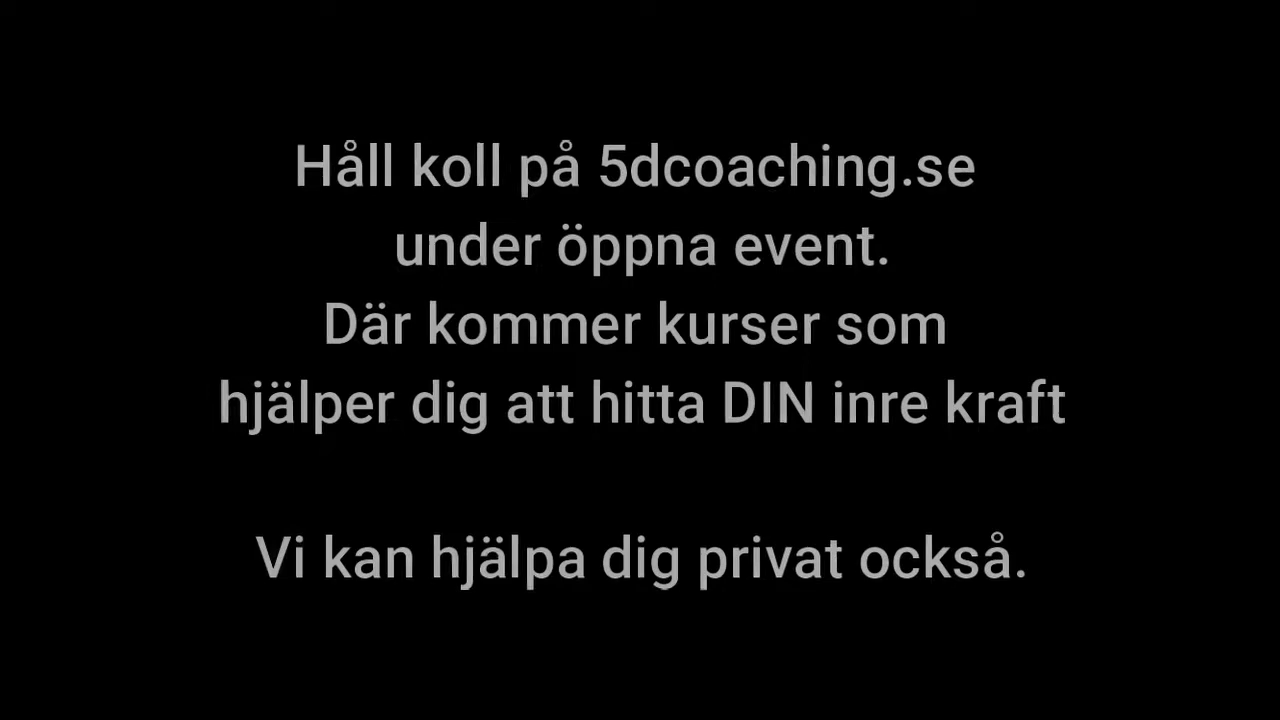 Håll koll på 5dcoaching.se
under öppna event.
Där kommer kurser som
hjälper dig att hitta DIN inre kraft
Vi kan hjälpa dig privat också.